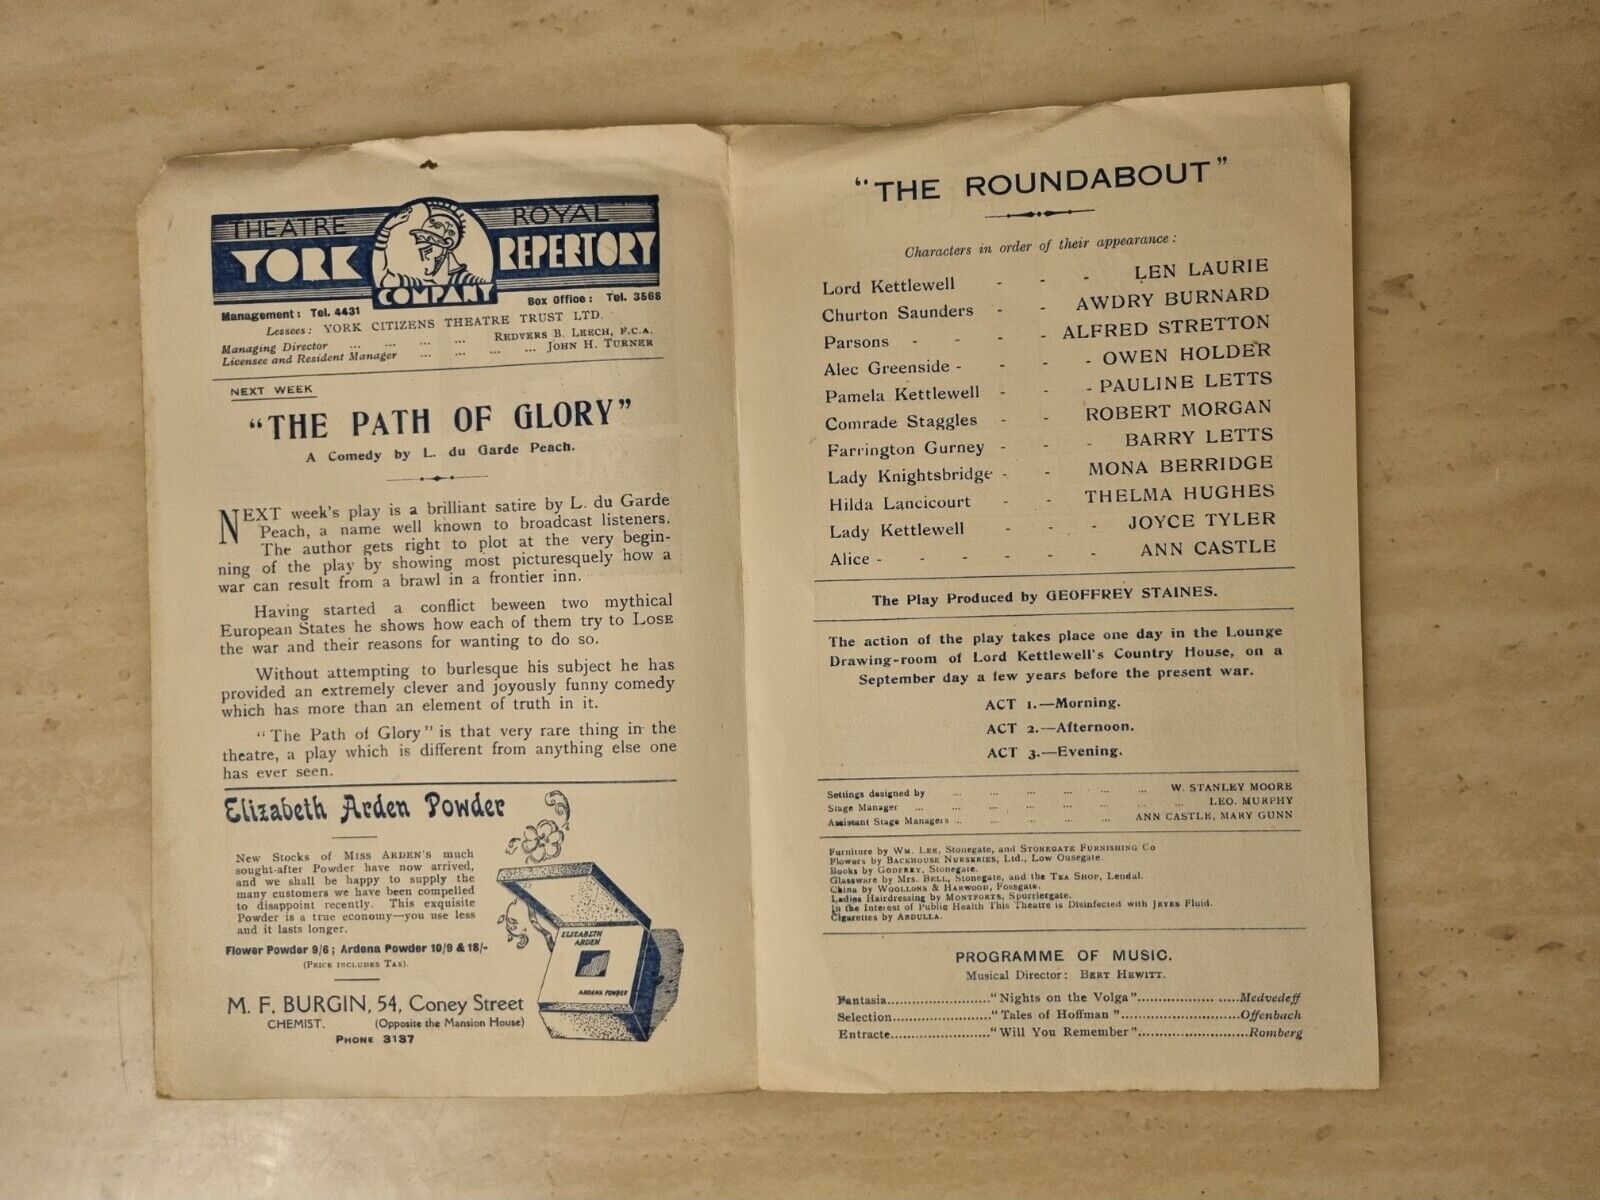 THEATRE ROYAL
YORK REPERTORY
COMPANY
Management: Tel. 4431 Box Office: Tel. 3568
Lessees: YORK CITIZENS THEATRE TRUST LTD.
Managing Director ... ... ... ... REDVERS B. LEECH, F.C.A.
Licensee and Resident Manager ... ... ... ... JOHN H. TURNER
NEXT WEEK
"THE PATH OF GLORY"
A Comedy by L. du Garde Peach.
NEXT week's play is a brilliant satire by L. du Garde
Peach, a name well known to broadcast listeners.
The author gets right to plot at the very begin-
ning of the play by showing most picturesquely how a
war can result from a brawl in a frontier inn.
Having started a conflict beween two mythical
European States he shows how each of them try to LOSE
the war and their reasons for wanting to do so.
Without attempting to burlesque his subject he has
provided an extremely clever and joyously funny comedy
which has more than an element of truth in it.
"The Path of Glory" is that very rare thing in the
theatre, a play which is different from anything else one
has ever seen.
Elizabeth Arden Powder
New Stocks of MISS ARDEN'S much
sought-after Powder have now arrived,
and we shall be happy to supply the
many customers we have been compelled
to disappoint recently. This exquisite
Powder is a true economy—you use less
and it lasts longer.
Flower Powder 9/6; Ardena Powder 10/9 & 18/-
(PRICE INCLUDES TAX).
M. F. BURGIN, 54, Coney Street
CHEMIST. (Opposite the Mansion House)
PHONE 3137
ELIZABETH
ARDEN
ARDENA POWDER
"THE ROUNDABOUT"
Characters in order of their appearance:
Lord Kettlewell - - - LEN LAURIE
Churton Saunders - - AWDRY BURNARD
Parsons - - - - ALFRED STRETTON
Alec Greenside - - - - OWEN HOLDER
Pamela Kettlewell - - - PAULINE LETTS
Comrade Staggles - - ROBERT MORGAN
Farrington Gurney - - - BARRY LETTS
Lady Knightsbridge - - MONA BERRIDGE
Hilda Lancicourt - - THELMA HUGHES
Lady Kettlewell - - - JOYCE TYLER
Alice - - - - - - ANN CASTLE
The Play Produced by GEOFFREY STAINES.
The action of the play takes place one day in the Lounge
Drawing-room of Lord Kettlewell's Country House, on a
September day a few years before the present war.
ACT 1.—Morning.
ACT 2.—Afternoon.
ACT 3.—Evening.
Settings designed by ... ... ... ... ... ... W. STANLEY MOORE
Stage Manager ... ... ... ... ... ... ... ... LEO. MURPHY
Assistant Stage Managers ... ... ... ... ... ANN CASTLE, MARY GUNN
Furniture by WM. LEE, Stonegate, and STONEGATE FURNISHING CO
Flowers by BACKHOUSE NURSERIES, Ltd., Low Ousegate.
Books by GODFREY, Stonegate.
Glassware by MRS. BELL, Stonegate, and the TEA SHOP, Lendal.
China by WOOLLONS & HARWOOD, Fossgate.
Ladies Hairdressing by MONTFORTS, Spurriergate.
In the Interest of Public Health This Theatre is Disinfected with JEYES Fluid.
Cigarettes by ABDULLA.
PROGRAMME OF MUSIC.
Musical Director: BERT HEWITT.
Fantasia........................"Nights on the Volga"........................Medvedeff
Selection......................."Tales of Hoffman"...........................Offenbach
Entracte........................"Will You Remember"..........................Romberg